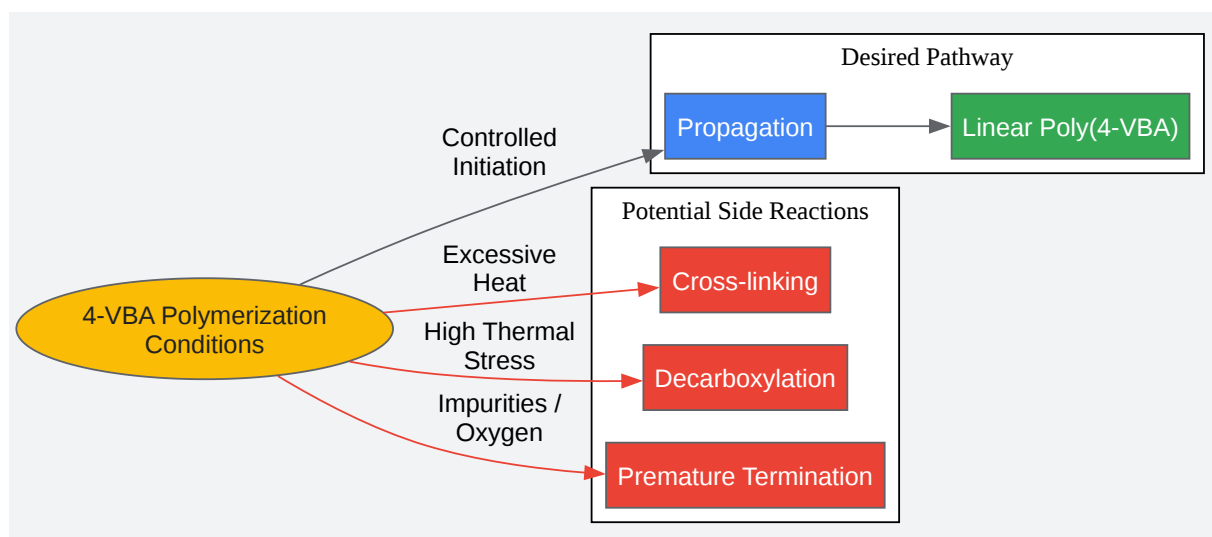 Desired Pathway
Propagation
Linear Poly(4-VBA)
Controlled
Initiation
Potential Side Reactions
Excessive
Heat
Cross-linking
4-VBA Polymerization
Conditions
High Thermal
Stress
Decarboxylation
Impurities /
Oxygen
Premature Termination